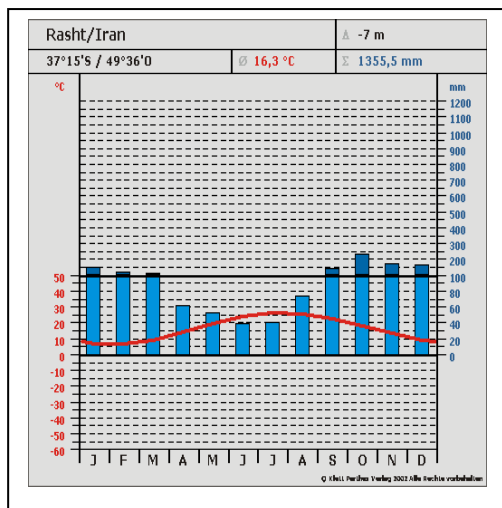 Rasht/Iran
Δ -7 m
37°15'S / 49°36'O
Ø 16,3 °C
Σ 1355,5 mm
°C
mm
1200
1100
1000
900
800
700
600
500
400
300
200
50 100
40 80
30 60
20 40
10 20
0 0
-10
-20
-30
-40
-50
-60
J F M A M J J A S O N D
© Klett Perthes Verlag 2002 Alle Rechte vorbehalten